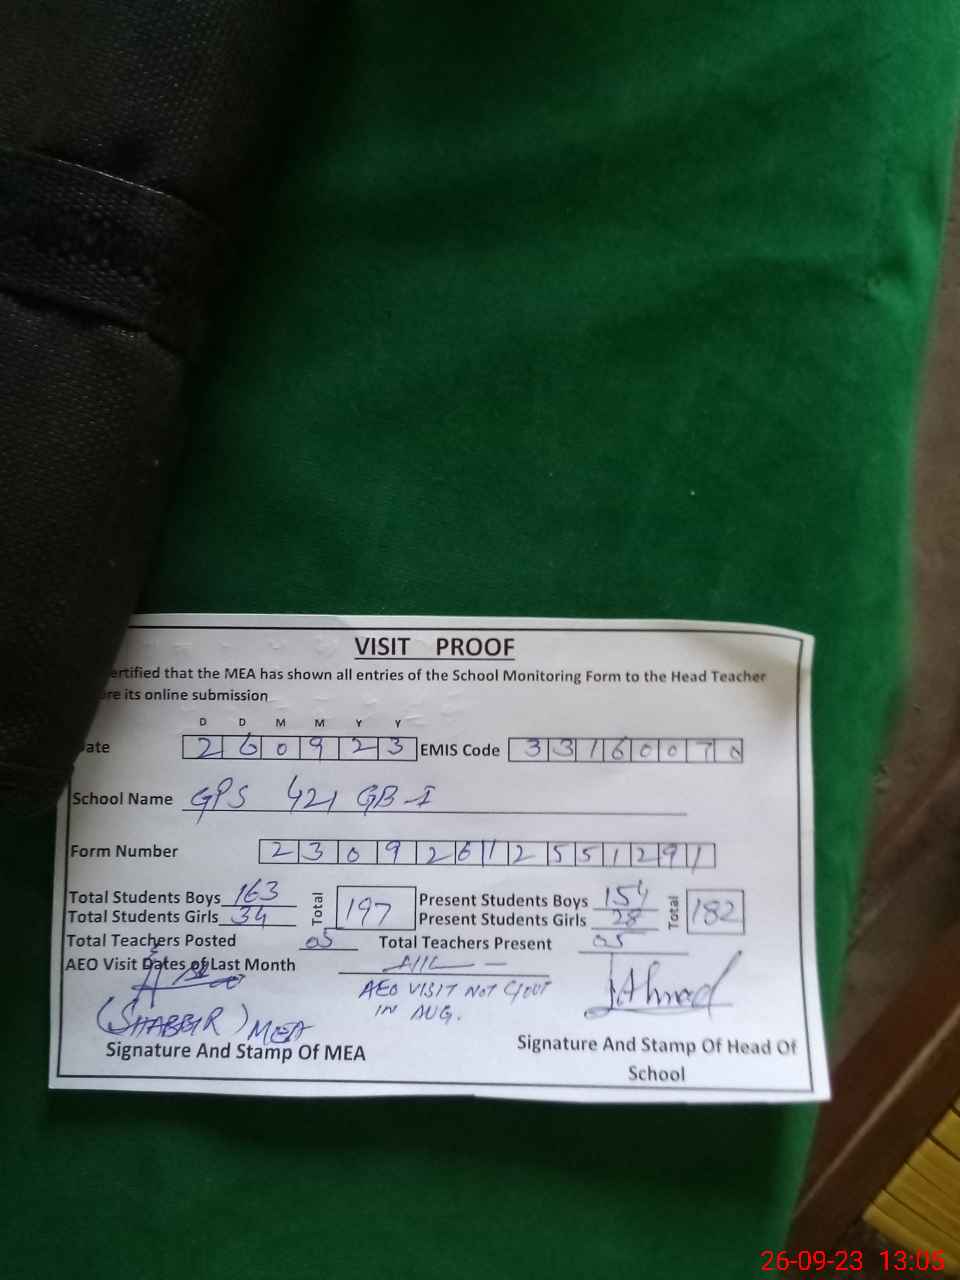 VISIT PROOF
ertified that the MEA has shown all entries of the School Monitoring Form to the Head Teacher
re its online submission
D D M M Y Y
ate 2 6 0 9 2 3 EMIS Code 3 3 1 6 0 0 7 0
School Name GPS 421 GB-I
Form Number 2 3 0 9 2 6 1 2 5 5 1 2 9 1
Total Students Boys 163 Total 197 Present Students Boys 154 Total 182
Total Students Girls 34 Present Students Girls 28
Total Teachers Posted 05 Total Teachers Present 05
AEO Visit Dates of Last Month
AEO VISIT NOT
IN AUG.
Ahmad
(SHABBIR) MEA
Signature And Stamp Of MEA
Signature And Stamp Of Head Of
School
26-09-23 13:05